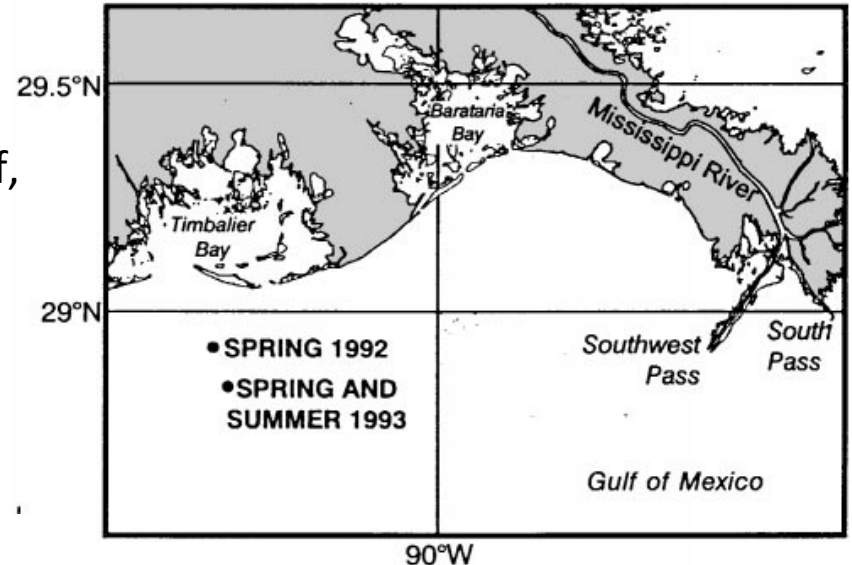 29.5°N
Barataria
Bay
Mississippi River
f,
Timbalier
Bay
29°N
SPRING 1992
Southwest
Pass
South
Pass
SPRING AND
SUMMER 1993
Gulf of Mexico
90°W